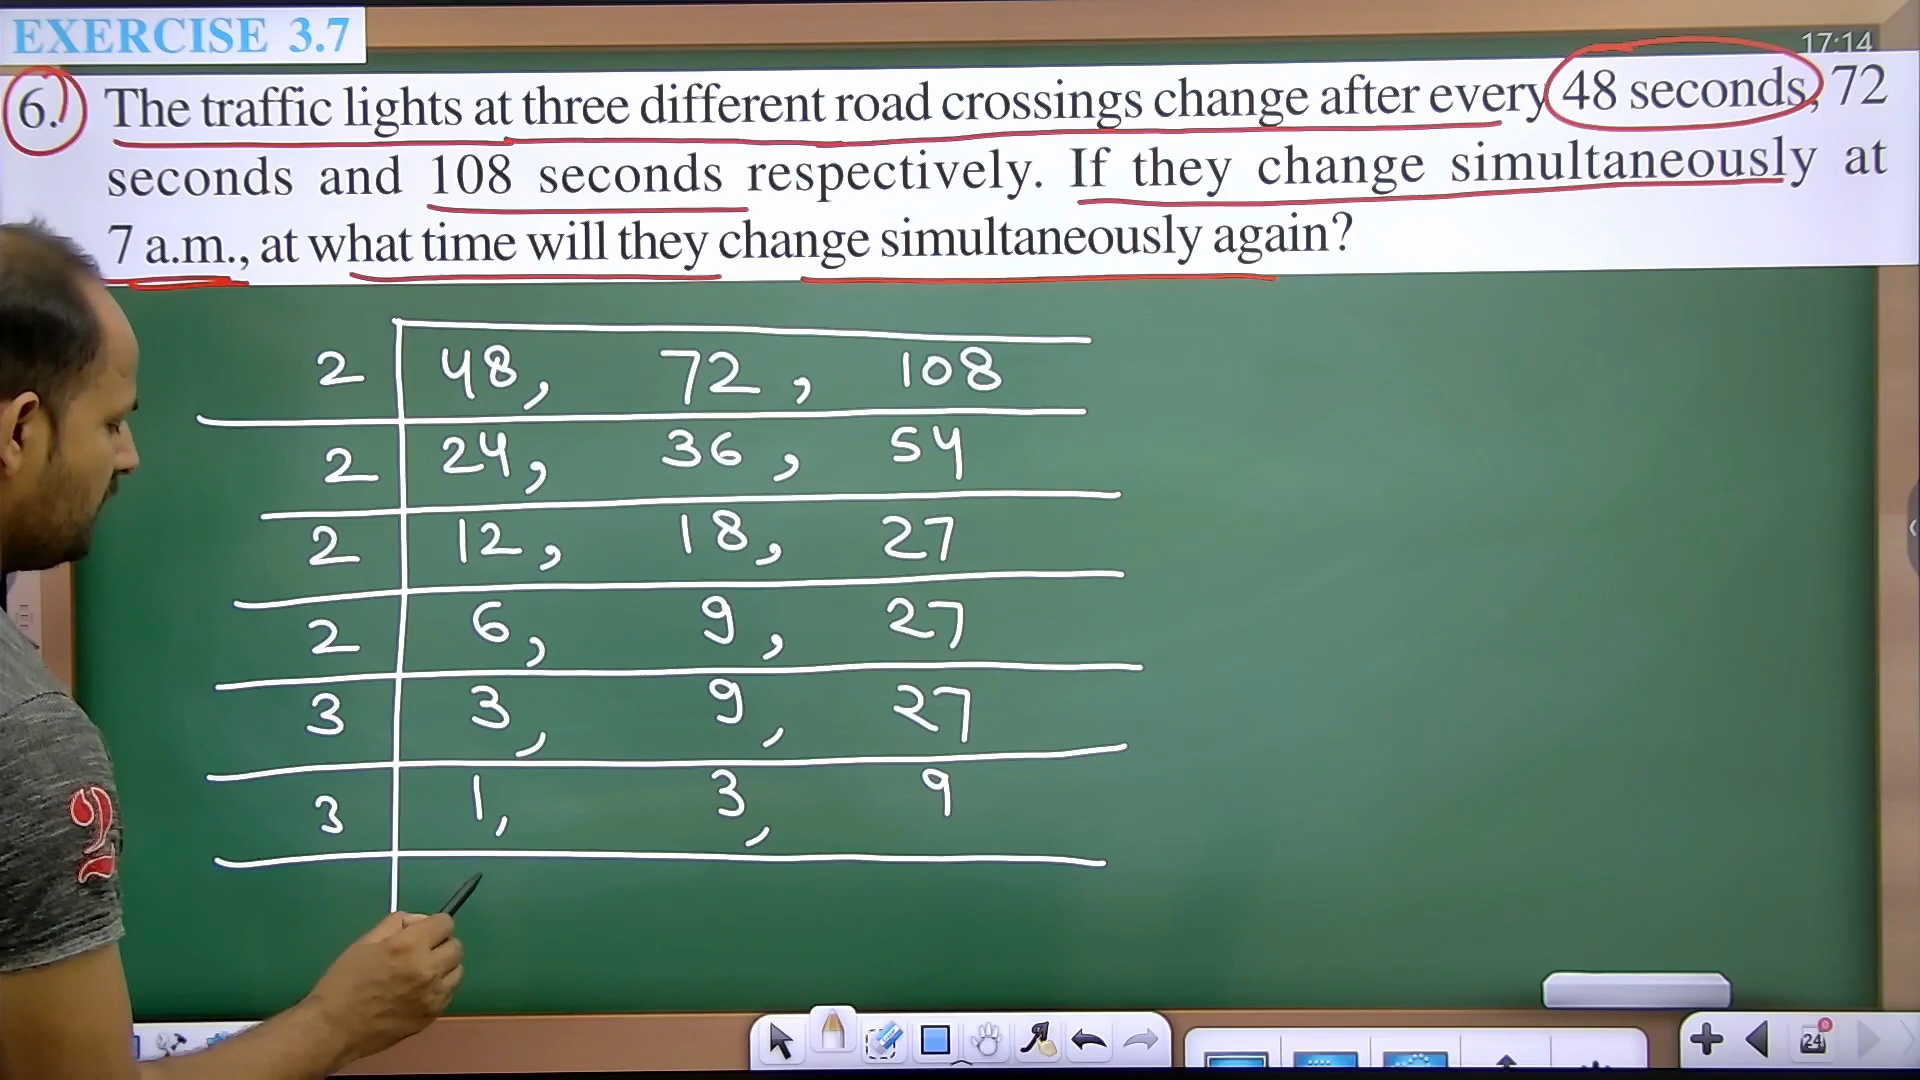 EXERCISE 3.7
17:14
6. The traffic lights at three different road crossings change after every 48 seconds, 72
seconds and 108 seconds respectively. If they change simultaneously at
7 a.m., at what time will they change simultaneously again?
2 48, 72, 108
2 24, 36, 54
2 12, 18, 27
2 6, 9, 27
3 3, 9, 27
3 1, 3, 9
2
24
0